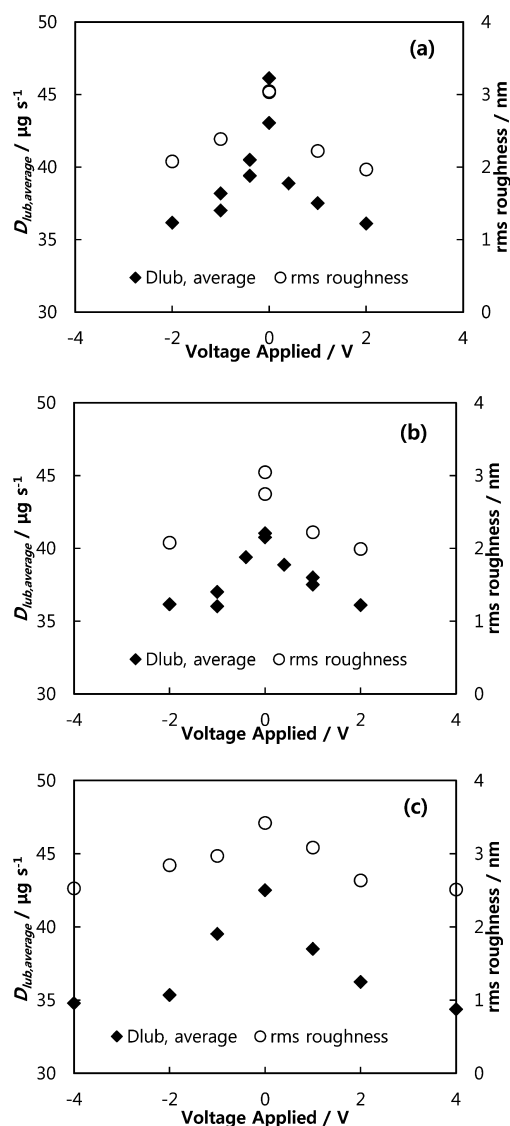 (a)
50
45
40
35
30
D_lub,average / μg s⁻¹
4
3
2
1
0
rms roughness / nm
Dlub, average
rms roughness
-4 -2 0 2 4
Voltage Applied / V
(b)
50
45
40
35
30
D_lub,average / μg s⁻¹
4
3
2
1
0
rms roughness / nm
Dlub, average
rms roughness
-4 -2 0 2 4
Voltage Applied / V
(c)
50
45
40
35
30
D_lub,average / μg s⁻¹
4
3
2
1
0
rms roughness / nm
Dlub, average
rms roughness
-4 -2 0 2 4
Voltage Applied / V